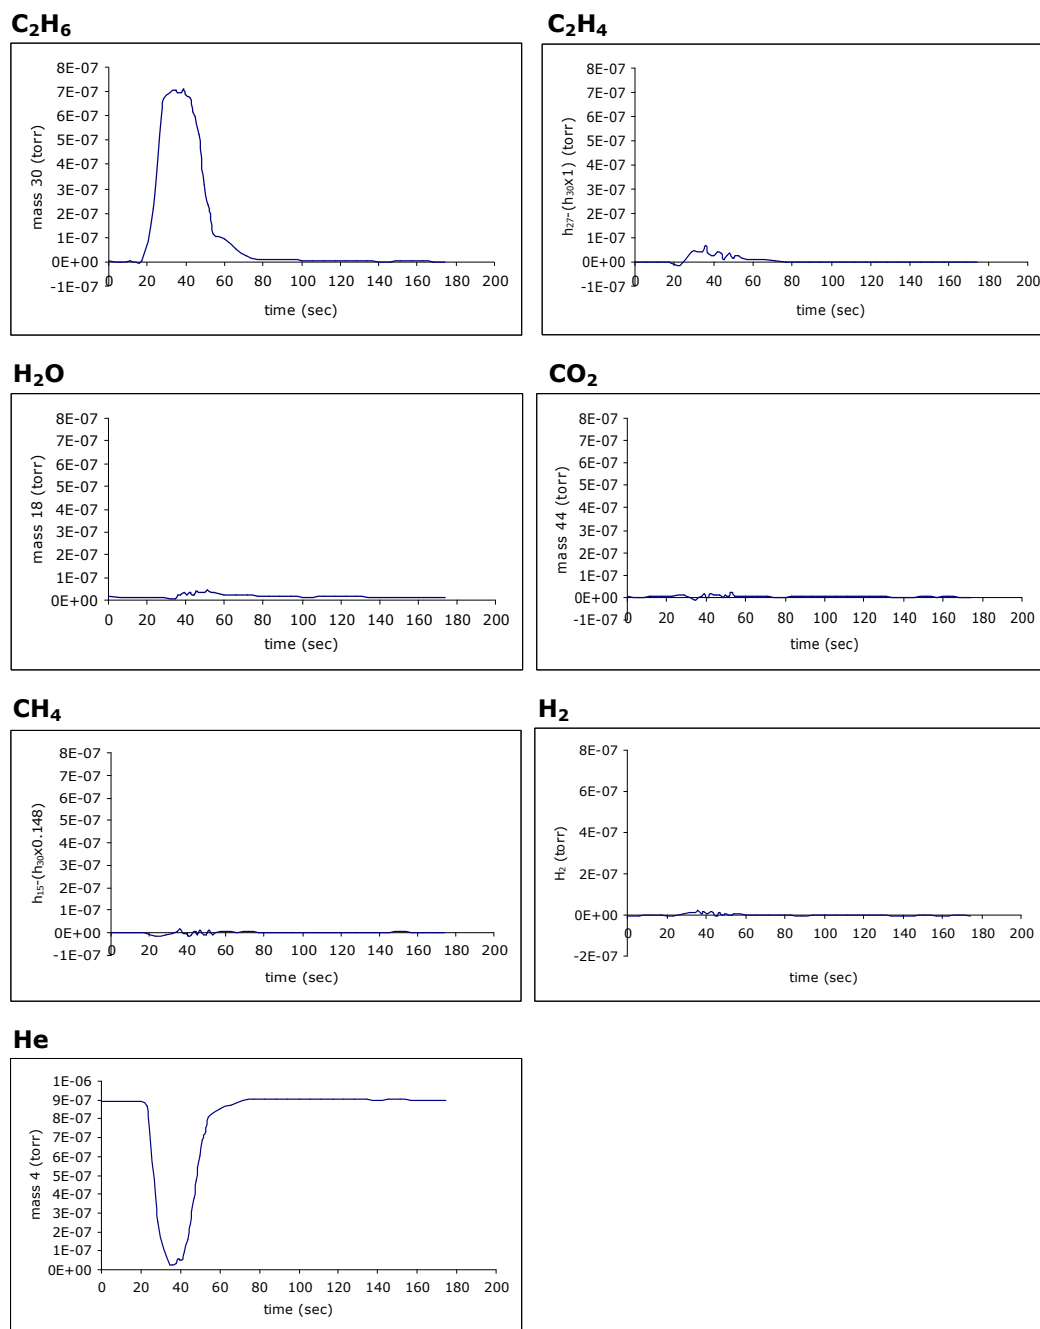 C₂H₆
8E-07
7E-07
6E-07
5E-07
4E-07
3E-07
2E-07
1E-07
0E+00
-1E-07
0 20 40 60 80 100 120 140 160 180 200
mass 30 (torr)
time (sec)
C₂H₄
8E-07
7E-07
6E-07
5E-07
4E-07
3E-07
2E-07
1E-07
0E+00
-1E-07
0 20 40 60 80 100 120 140 160 180 200
h₂₇-(h₃₀x1) (torr)
time (sec)
H₂O
8E-07
7E-07
6E-07
5E-07
4E-07
3E-07
2E-07
1E-07
0E+00
0 20 40 60 80 100 120 140 160 180 200
mass 18 (torr)
time (sec)
CO₂
8E-07
7E-07
6E-07
5E-07
4E-07
3E-07
2E-07
1E-07
0E+00
-1E-07
0 20 40 60 80 100 120 140 160 180 200
mass 44 (torr)
time (sec)
CH₄
8E-07
7E-07
6E-07
5E-07
4E-07
3E-07
2E-07
1E-07
0E+00
-1E-07
0 20 40 60 80 100 120 140 160 180 200
h₁₅-(h₃₀x0.148)
time (sec)
H₂
8E-07
6E-07
4E-07
2E-07
0E+00
-2E-07
0 20 40 60 80 100 120 140 160 180 200
H₂ (torr)
time (sec)
He
1E-06
9E-07
8E-07
7E-07
6E-07
5E-07
4E-07
3E-07
2E-07
1E-07
0E+00
0 20 40 60 80 100 120 140 160 180 200
mass 4 (torr)
time (sec)